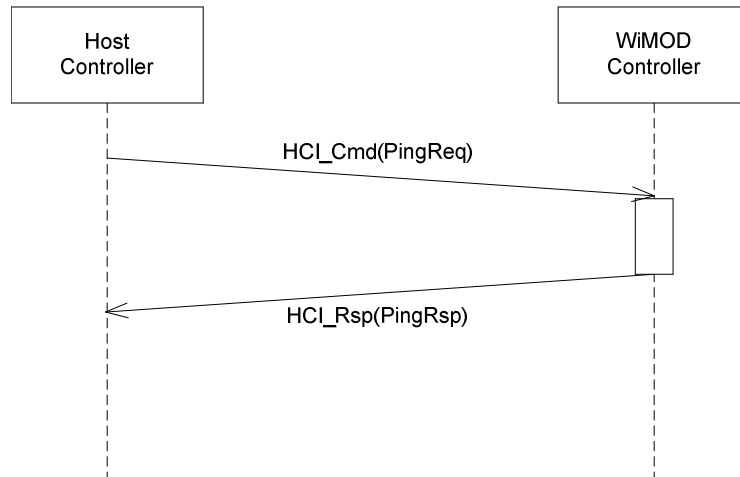 Host
Controller
WiMOD
Controller
HCI_Cmd(PingReq)
HCI_Rsp(PingRsp)